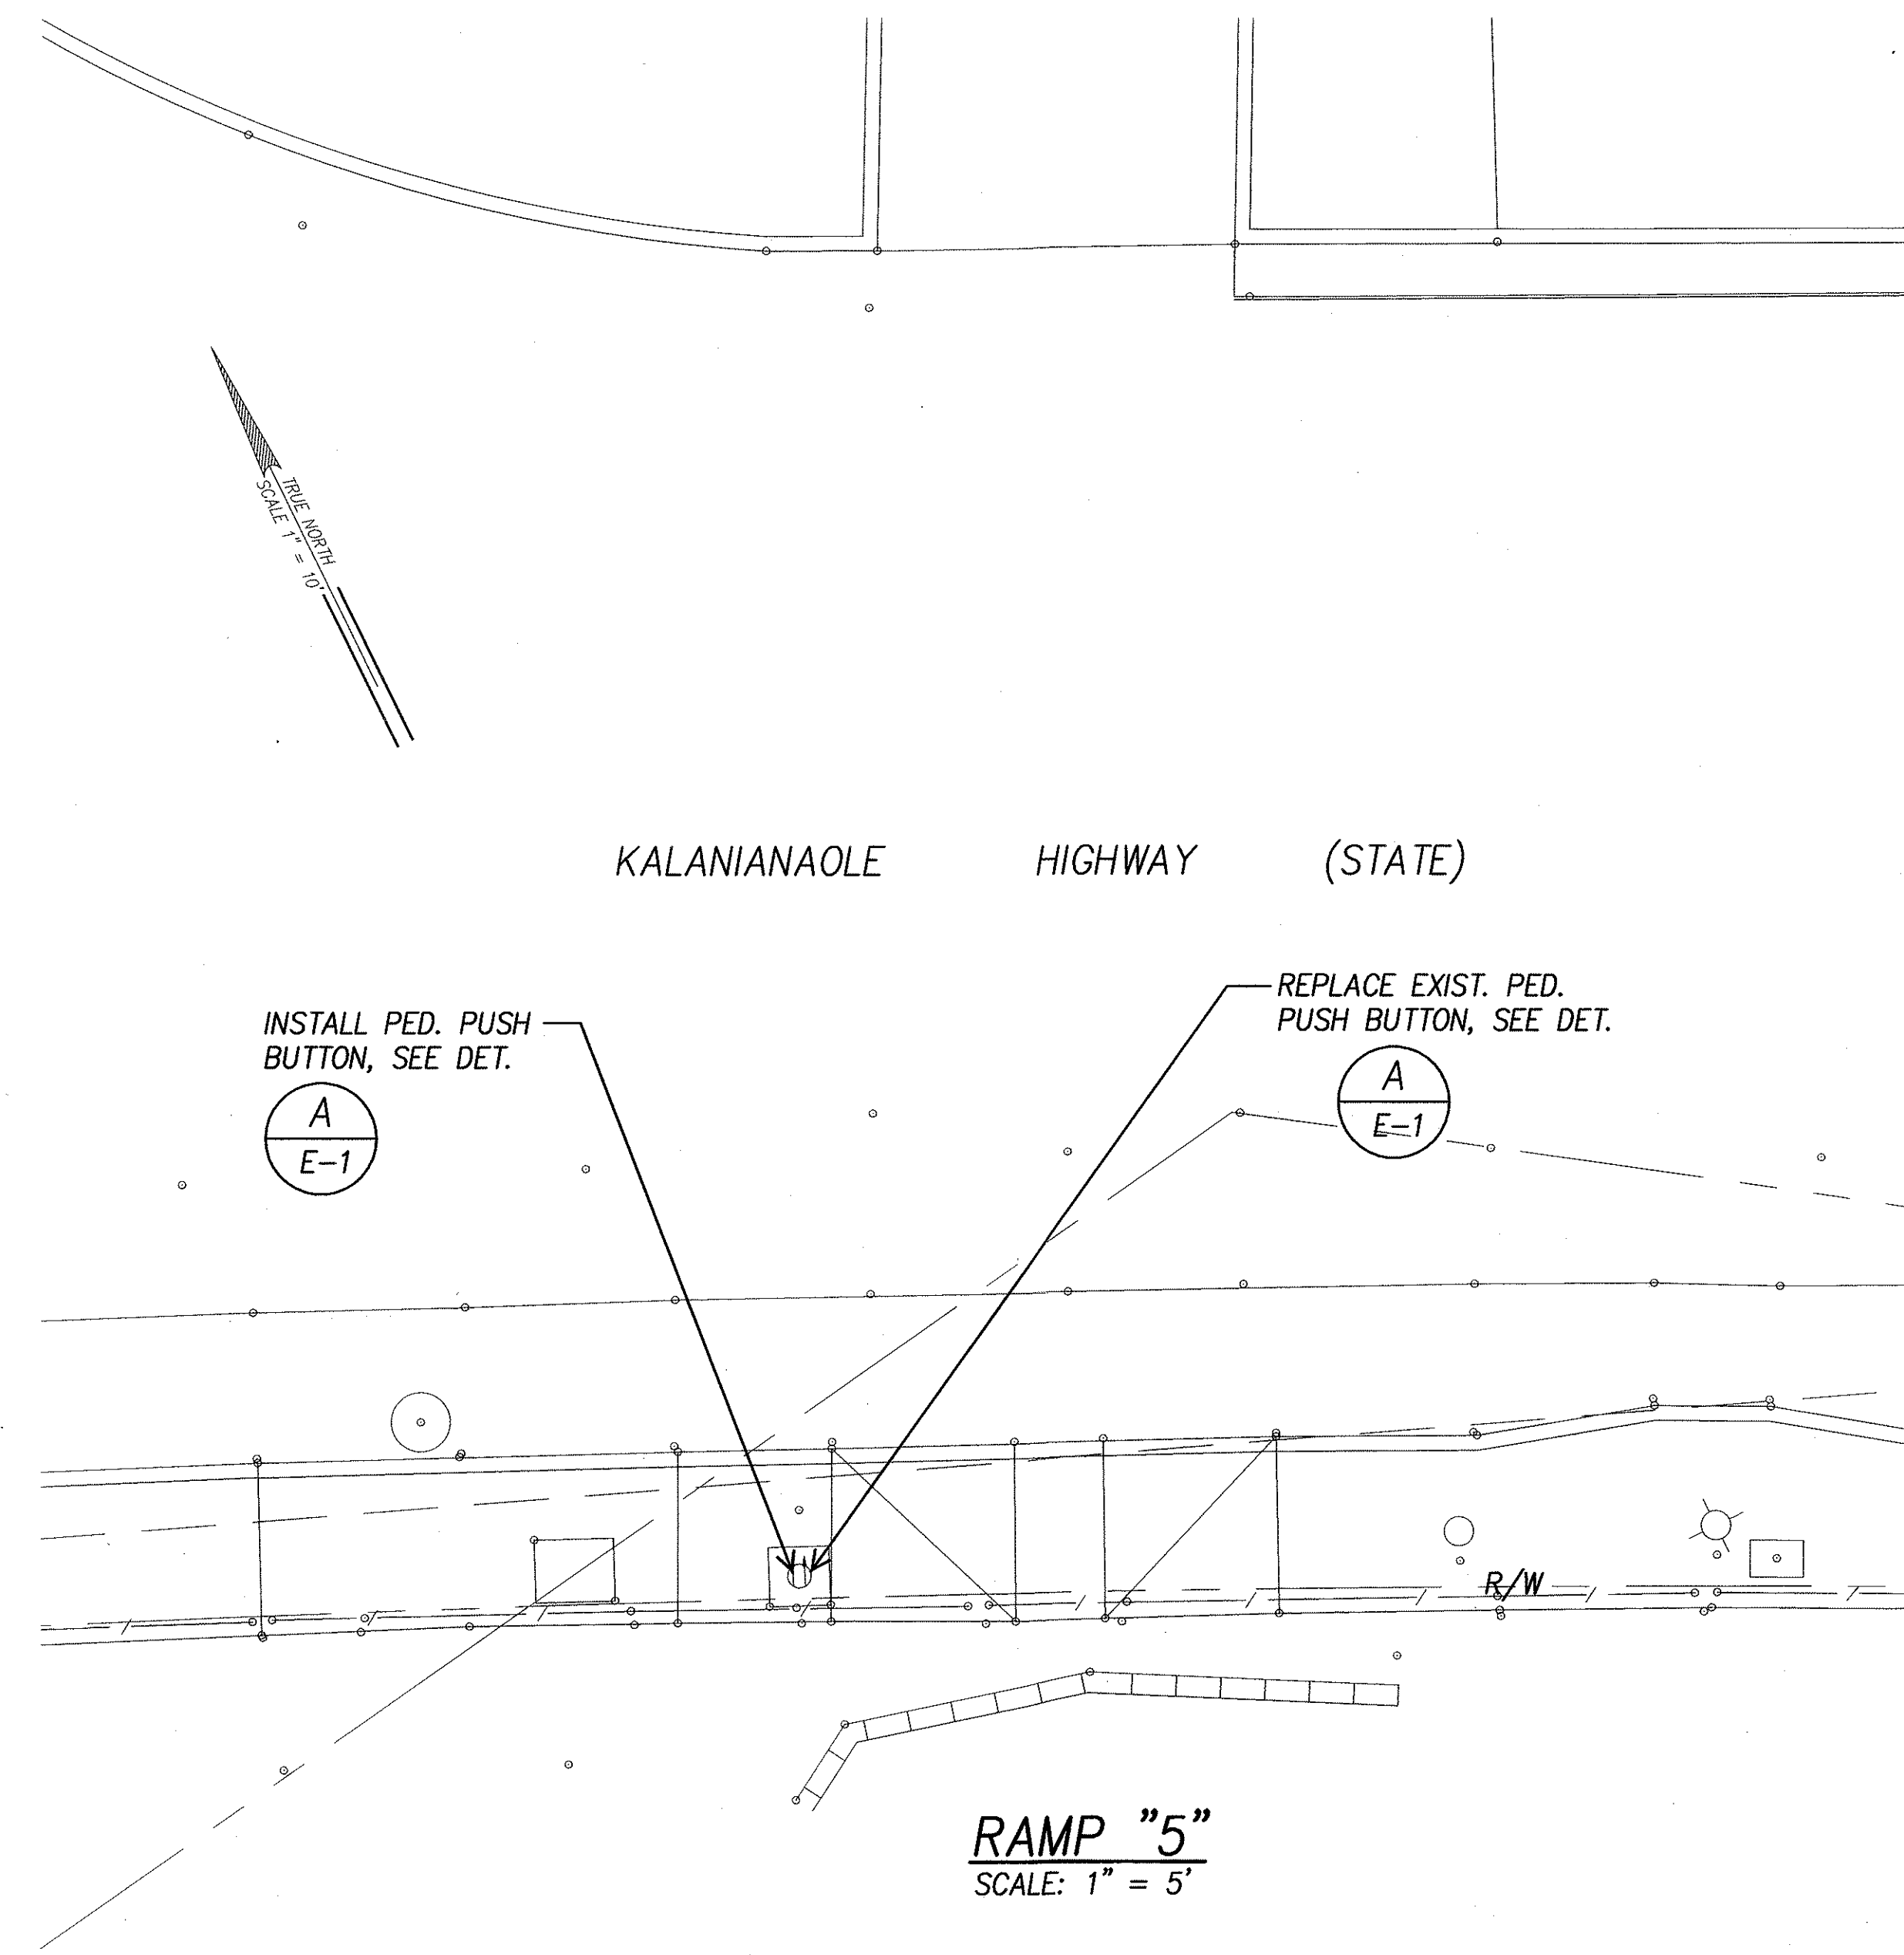 TRUE NORTH
SCALE 1" = 10'
KALANIANAOLE HIGHWAY (STATE)
INSTALL PED. PUSH
BUTTON, SEE DET.
A
E-1
REPLACE EXIST. PED.
PUSH BUTTON, SEE DET.
A
E-1
R/W
RAMP "5"
SCALE: 1" = 5'